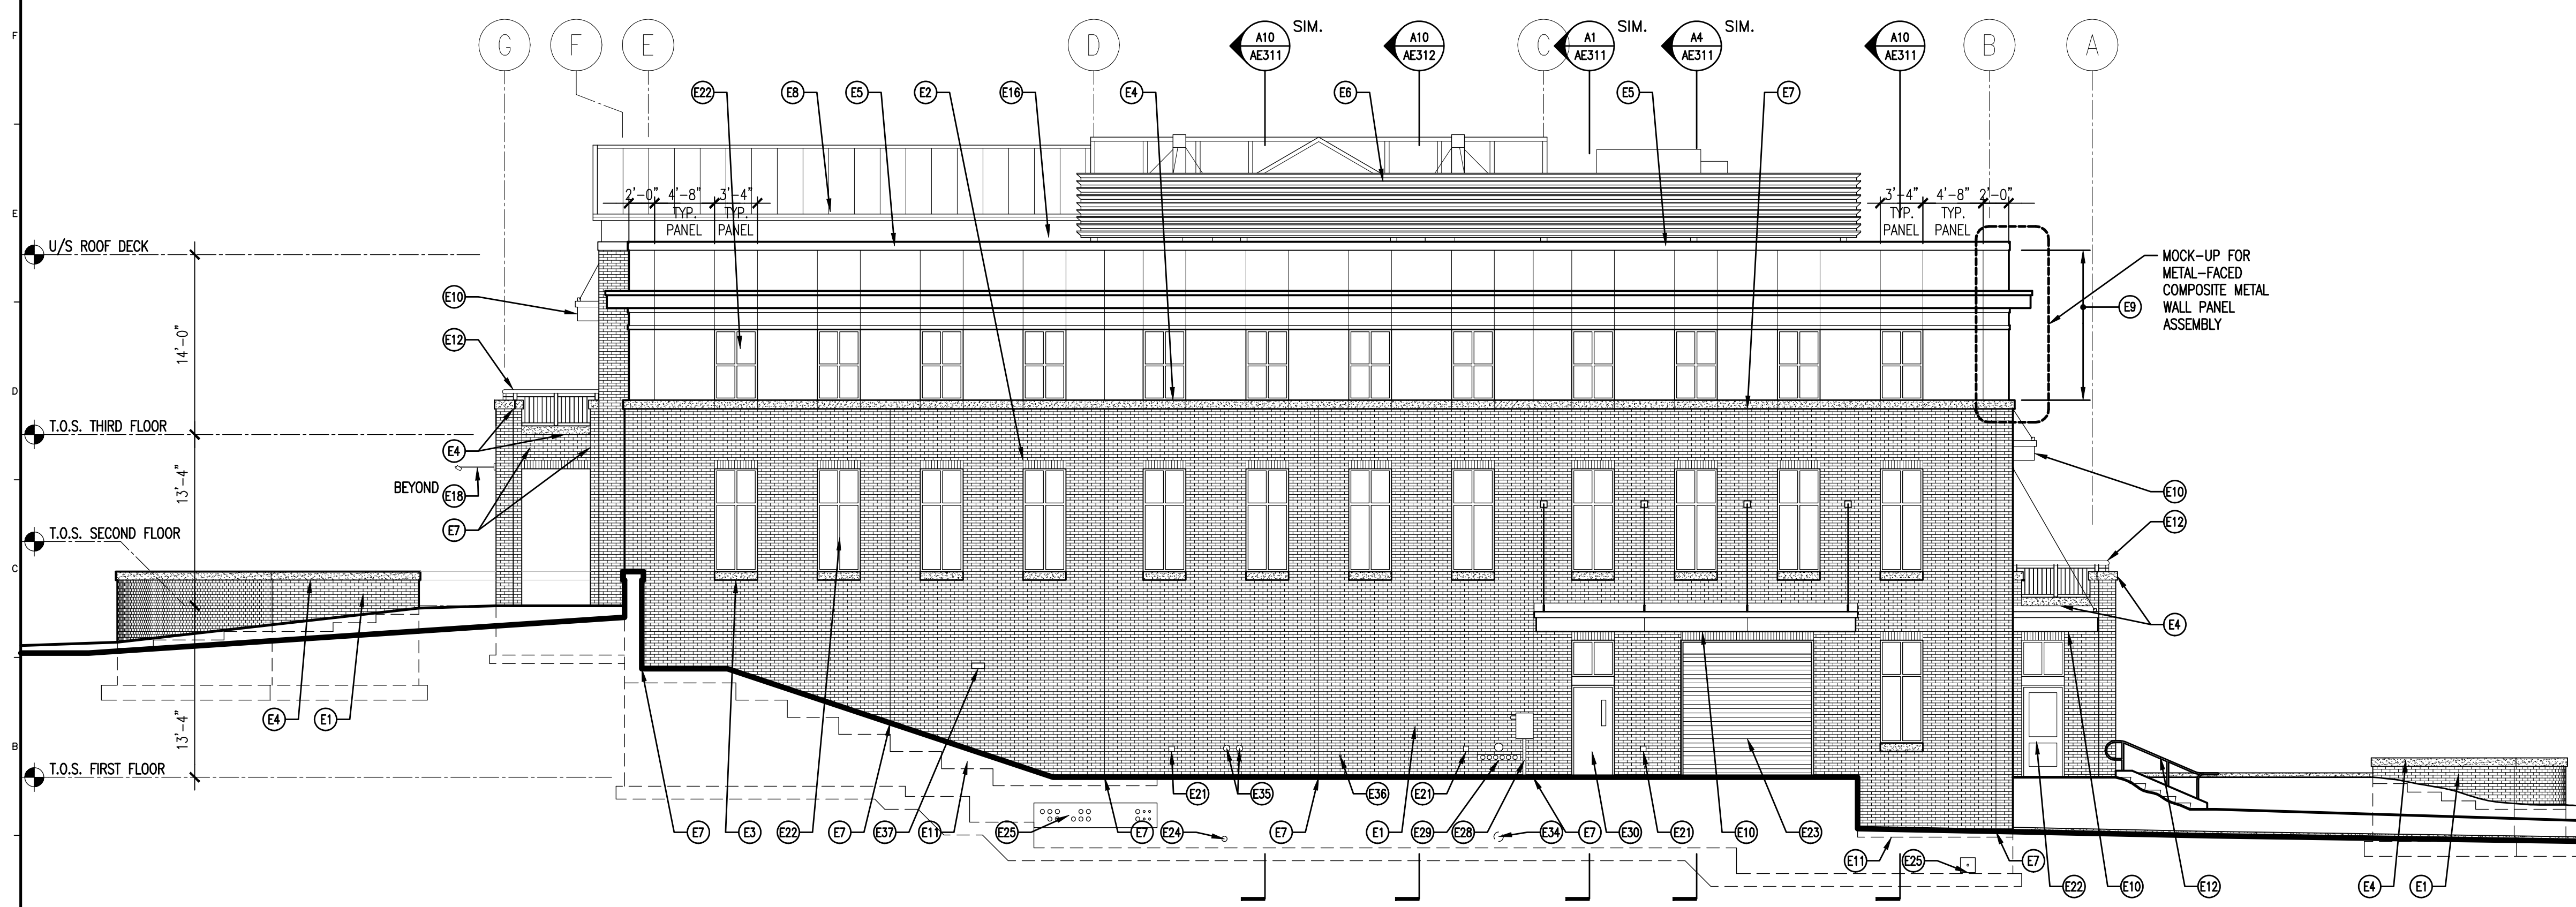 F
G
F
E
D
A10
AE311
SIM.
A10
AE312
C
A1
AE311
SIM.
A4
AE311
SIM.
A10
AE311
B
A
E22
E8
E5
E2
E16
E4
E6
E5
E7
E
2'-0"
4'-8"
TYP.
PANEL
3'-4"
TYP.
PANEL
3'-4"
TYP.
PANEL
4'-8"
TYP.
PANEL
2'-0"
U/S ROOF DECK
MOCK-UP FOR
METAL-FACED
COMPOSITE METAL
WALL PANEL
ASSEMBLY
E9
E10
E12
14'-0"
D
T.O.S. THIRD FLOOR
E4
BEYOND
E18
E7
13'-4"
E10
E12
T.O.S. SECOND FLOOR
C
E4
E4
E1
13'-4"
B
T.O.S. FIRST FLOOR
E21
E35
E36
E21
E7
E3
E22
E7
E37
E11
E25
E7
E24
E7
E1
E29
E28
E34
E7
E30
E21
E10
E23
E11
E25
E7
E22
E10
E12
E4
E1